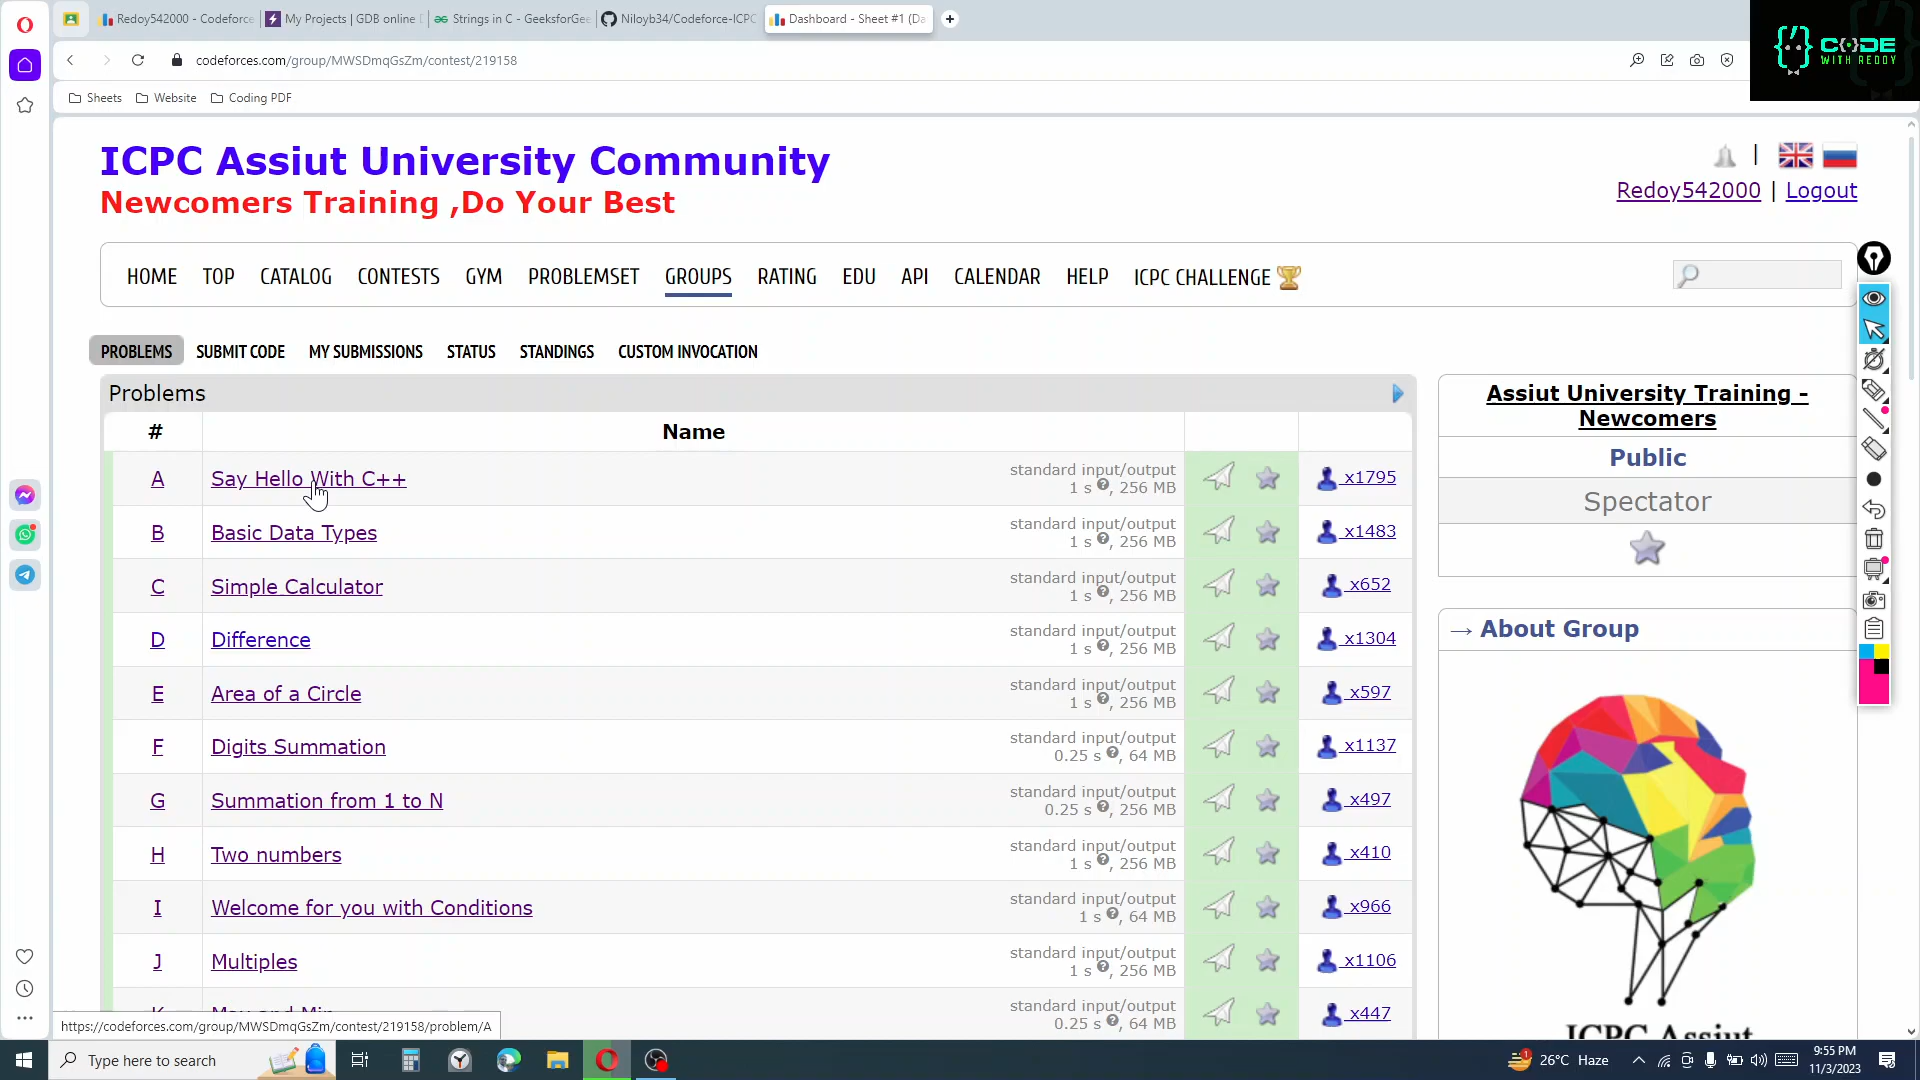 Redoy542000 - Codeforce
My Projects | GDB online D
Strings in C - GeeksforGee
Niloyb34/Codeforce-ICPC
Dashboard - Sheet #1 (Da
CODE
WITH REDOY
codeforces.com/group/MWSDmqGsZm/contest/219158
Sheets
Website
Coding PDF
ICPC Assiut University Community
Newcomers Training ,Do Your Best
|
Redoy542000 | Logout
HOME TOP CATALOG CONTESTS GYM PROBLEMSET GROUPS RATING EDU API CALENDAR HELP ICPC CHALLENGE
PROBLEMS SUBMIT CODE MY SUBMISSIONS STATUS STANDINGS CUSTOM INVOCATION
Problems
# Name
A Say Hello With C++ standard input/output
1 s, 256 MB
x1795
B Basic Data Types standard input/output
1 s, 256 MB
x1483
C Simple Calculator standard input/output
1 s, 256 MB
x652
D Difference standard input/output
1 s, 256 MB
x1304
E Area of a Circle standard input/output
1 s, 256 MB
x597
F Digits Summation standard input/output
0.25 s, 64 MB
x1137
G Summation from 1 to N standard input/output
0.25 s, 256 MB
x497
H Two numbers standard input/output
1 s, 256 MB
x410
I Welcome for you with Conditions standard input/output
1 s, 64 MB
x966
J Multiples standard input/output
1 s, 256 MB
x1106
K Max and Min standard input/output
0.25 s, 64 MB
x447
Assiut University Training -
Newcomers
Public
Spectator
→ About Group
ICPC Assiut
https://codeforces.com/group/MWSDmqGsZm/contest/219158/problem/A
Type here to search
26°C Haze
9:55 PM
11/3/2023